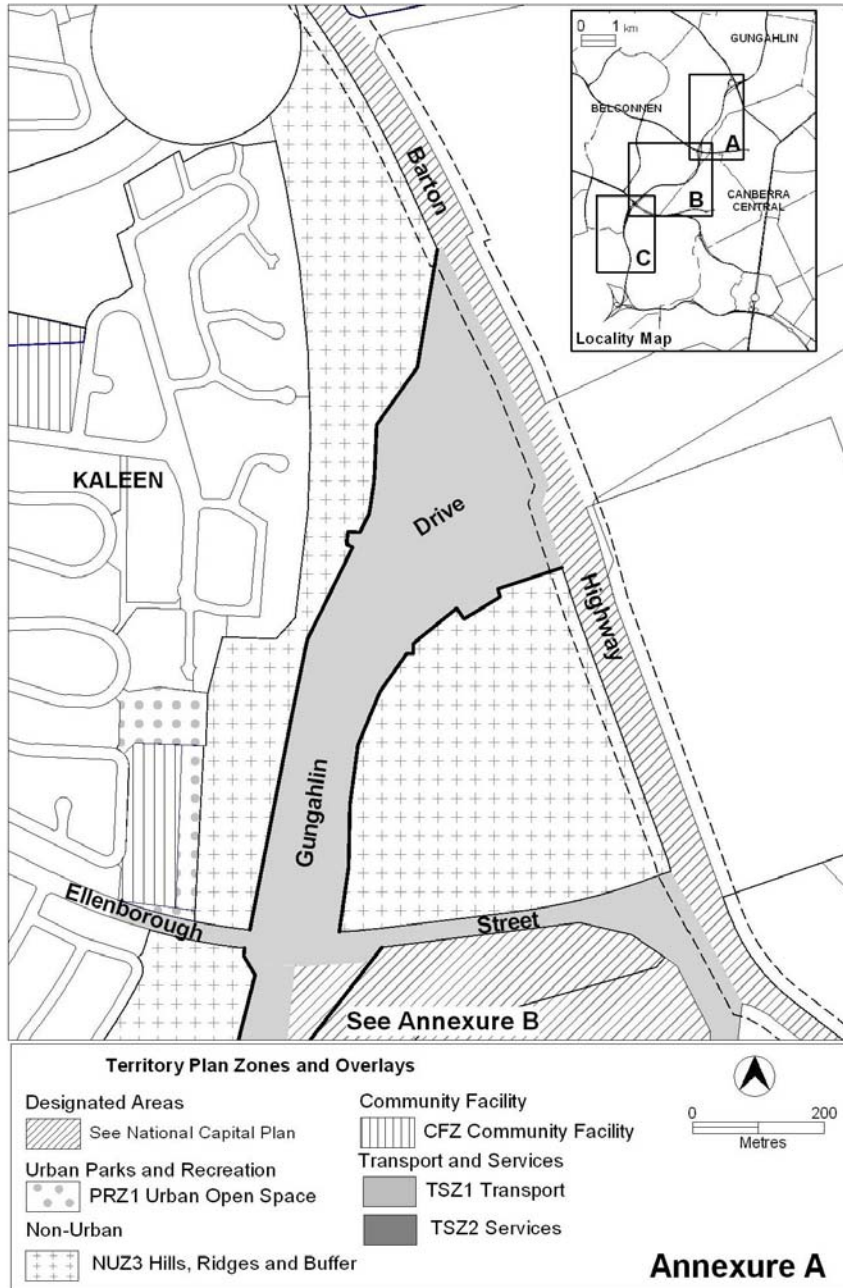 0 1 km
GUNGAHLIN
BELCONNEN
A
B
CANBERRA
CENTRAL
C
Locality Map
Barton
KALEEN
Drive
Highway
Gungahlin
Ellenborough
Street
See Annexure B
Territory Plan Zones and Overlays
Designated Areas
See National Capital Plan
Urban Parks and Recreation
PRZ1 Urban Open Space
Non-Urban
NUZ3 Hills, Ridges and Buffer
Community Facility
CFZ Community Facility
Transport and Services
TSZ1 Transport
TSZ2 Services
0 200
Metres
Annexure A